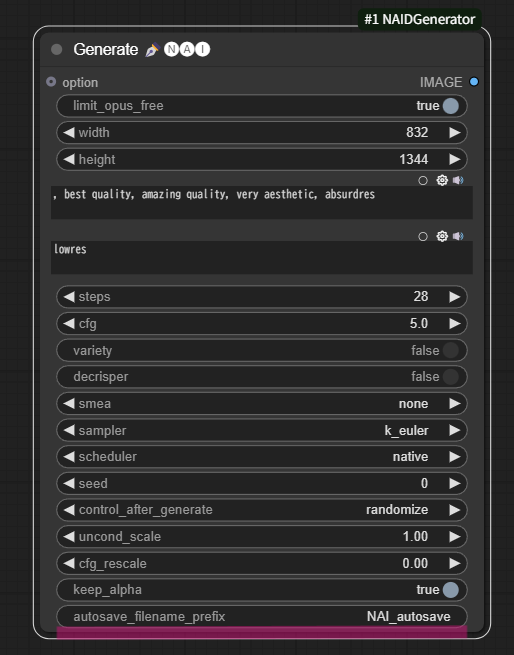 #1 NAIDGenerator
Generate 🖋️ 🅝🅐🅘
option IMAGE
limit_opus_free true
width 832
height 1344
, best quality, amazing quality, very aesthetic, absurdres
lowres
steps 28
cfg 5.0
variety false
decrisper false
smea none
sampler k_euler
scheduler native
seed 0
control_after_generate randomize
uncond_scale 1.00
cfg_rescale 0.00
keep_alpha true
autosave_filename_prefix NAI_autosave